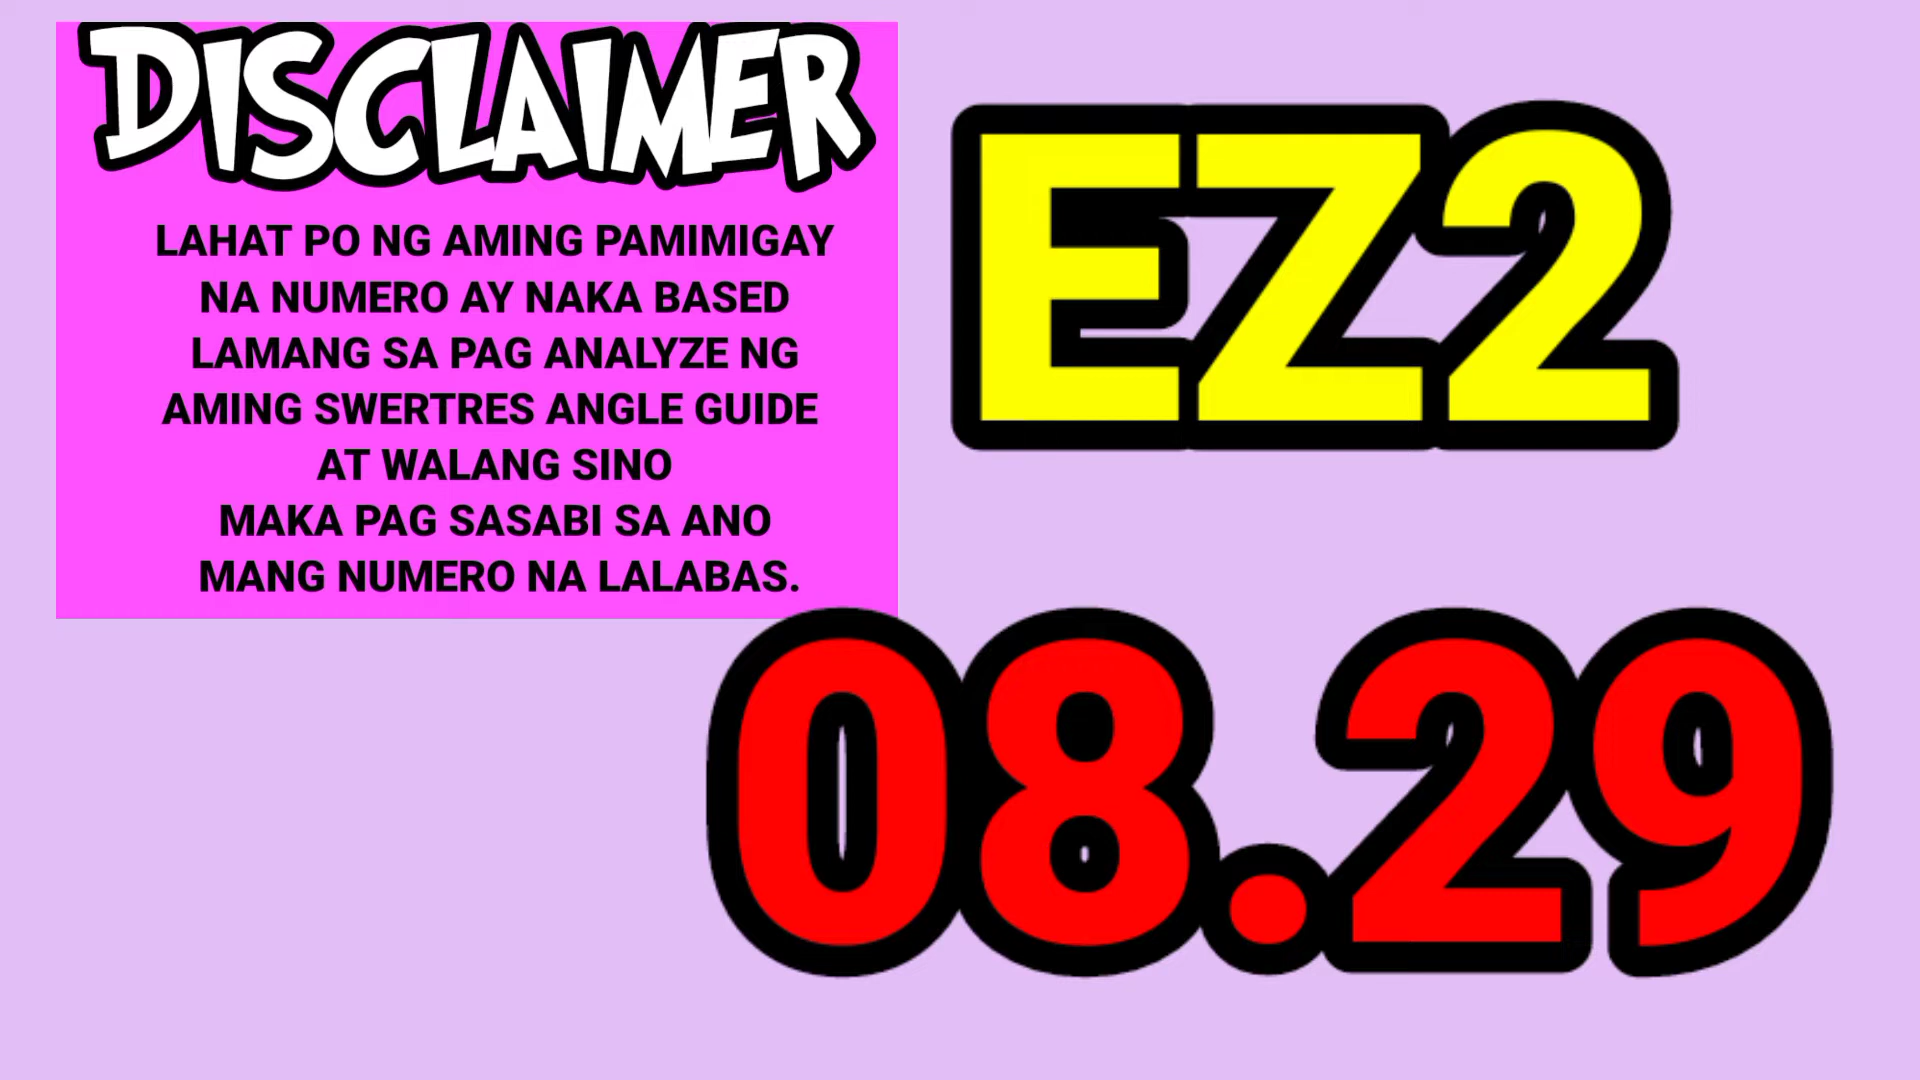 DISCLAIMER
LAHAT PO NG AMING PAMIMIGAY
NA NUMERO AY NAKA BASED
LAMANG SA PAG ANALYZE NG
AMING SWERTRES ANGLE GUIDE
AT WALANG SINO
MAKA PAG SASABI SA ANO
MANG NUMERO NA LALABAS.
EZ2
08.29